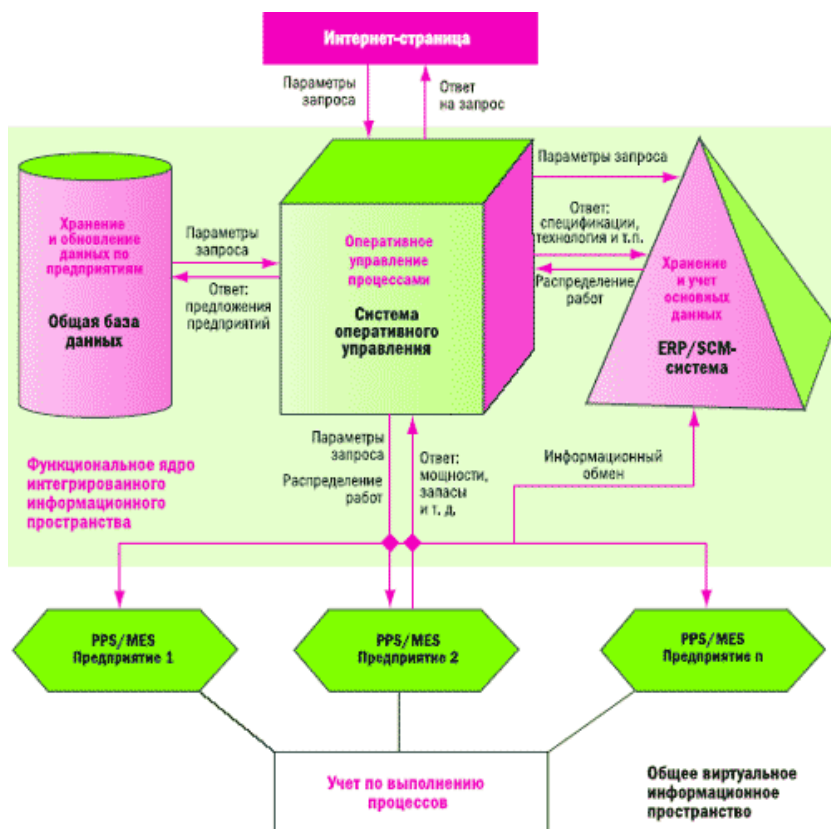 Интернет-страница
Параметры
запроса
Ответ
на запрос
Хранение
и обновление
данных по
предприятиям
Общая база
данных
Параметры
запроса
Ответ:
предложения
предприятий
Оперативное
управление
процессами
Система
оперативного
управления
Параметры запроса
Ответ:
спецификации,
технология и т.п.
Распределение
работ
Хранение
и учет
основных
данных
ERP/SCM-
система
Функциональное ядро
интегрированного
информационного
пространства
Параметры
запроса
Распределение
работ
Ответ:
мощности,
запасы
и т. д.
Информационный
обмен
PPS/MES
Предприятие 1
PPS/MES
Предприятие 2
PPS/MES
Предприятие n
Учет по выполнению
процессов
Общее виртуальное
информационное
пространство